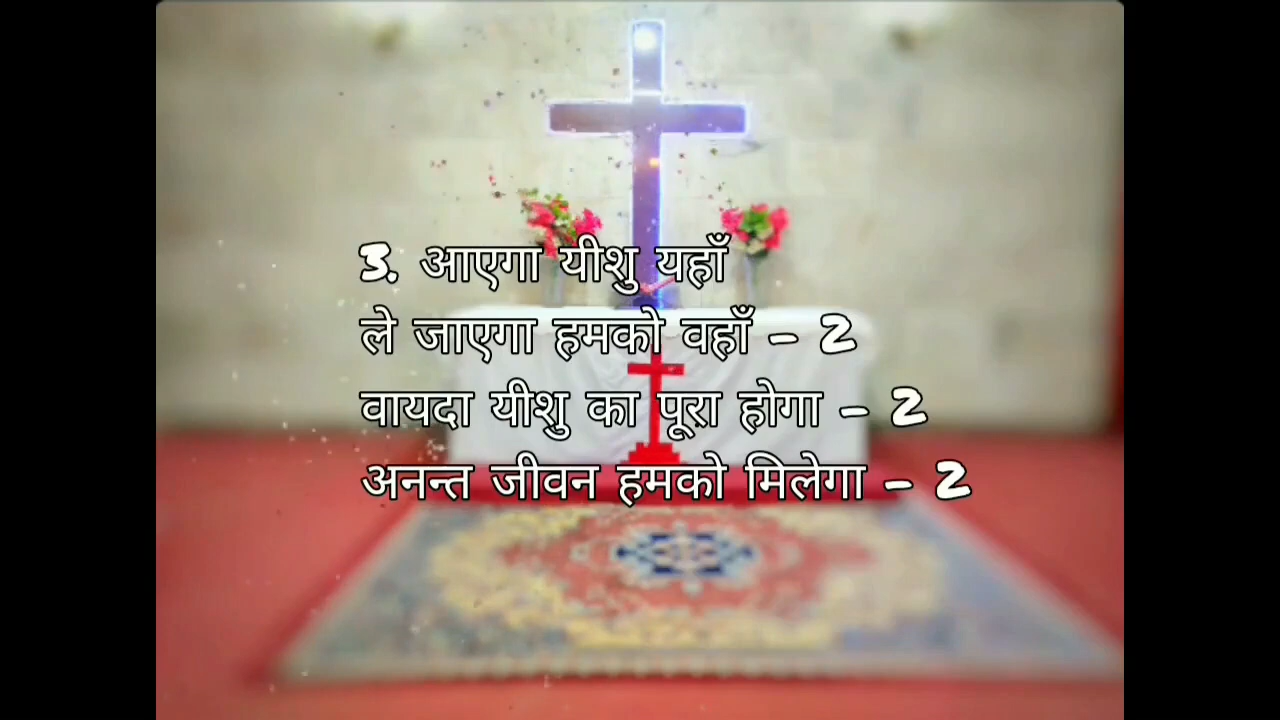 3. आएगा यीशु यहाँ
ले जाएगा हमको वहाँ - 2
वायदा यीशु का पूरा होगा - 2
अनन्त जीवन हमको मिलेगा - 2